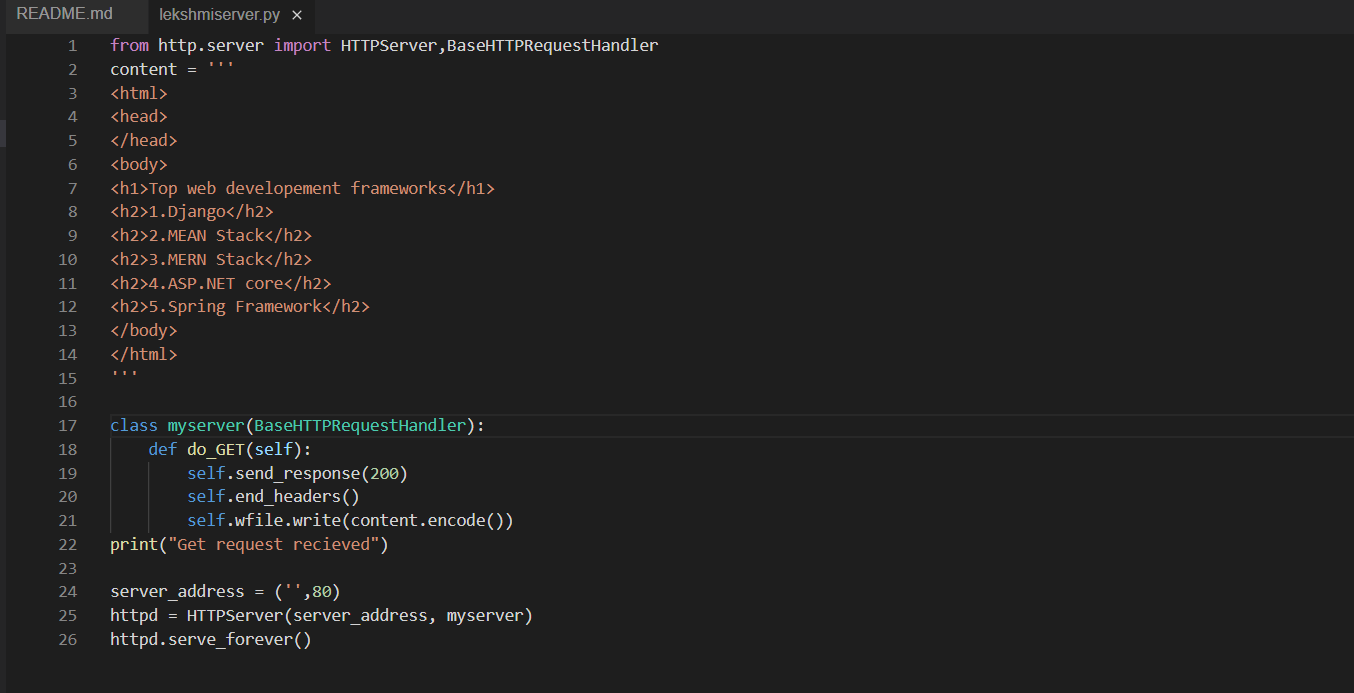 README.md lekshmiserver.py ×
1 from http.server import HTTPServer,BaseHTTPRequestHandler
2 content = '''
3 <html>
4 <head>
5 </head>
6 <body>
7 <h1>Top web developement frameworks</h1>
8 <h2>1.Django</h2>
9 <h2>2.MEAN Stack</h2>
10 <h2>3.MERN Stack</h2>
11 <h2>4.ASP.NET core</h2>
12 <h2>5.Spring Framework</h2>
13 </body>
14 </html>
15 '''
16
17 class myserver(BaseHTTPRequestHandler):
18     def do_GET(self):
19         self.send_response(200)
20         self.end_headers()
21         self.wfile.write(content.encode())
22 print("Get request recieved")
23
24 server_address = ('',80)
25 httpd = HTTPServer(server_address, myserver)
26 httpd.serve_forever()